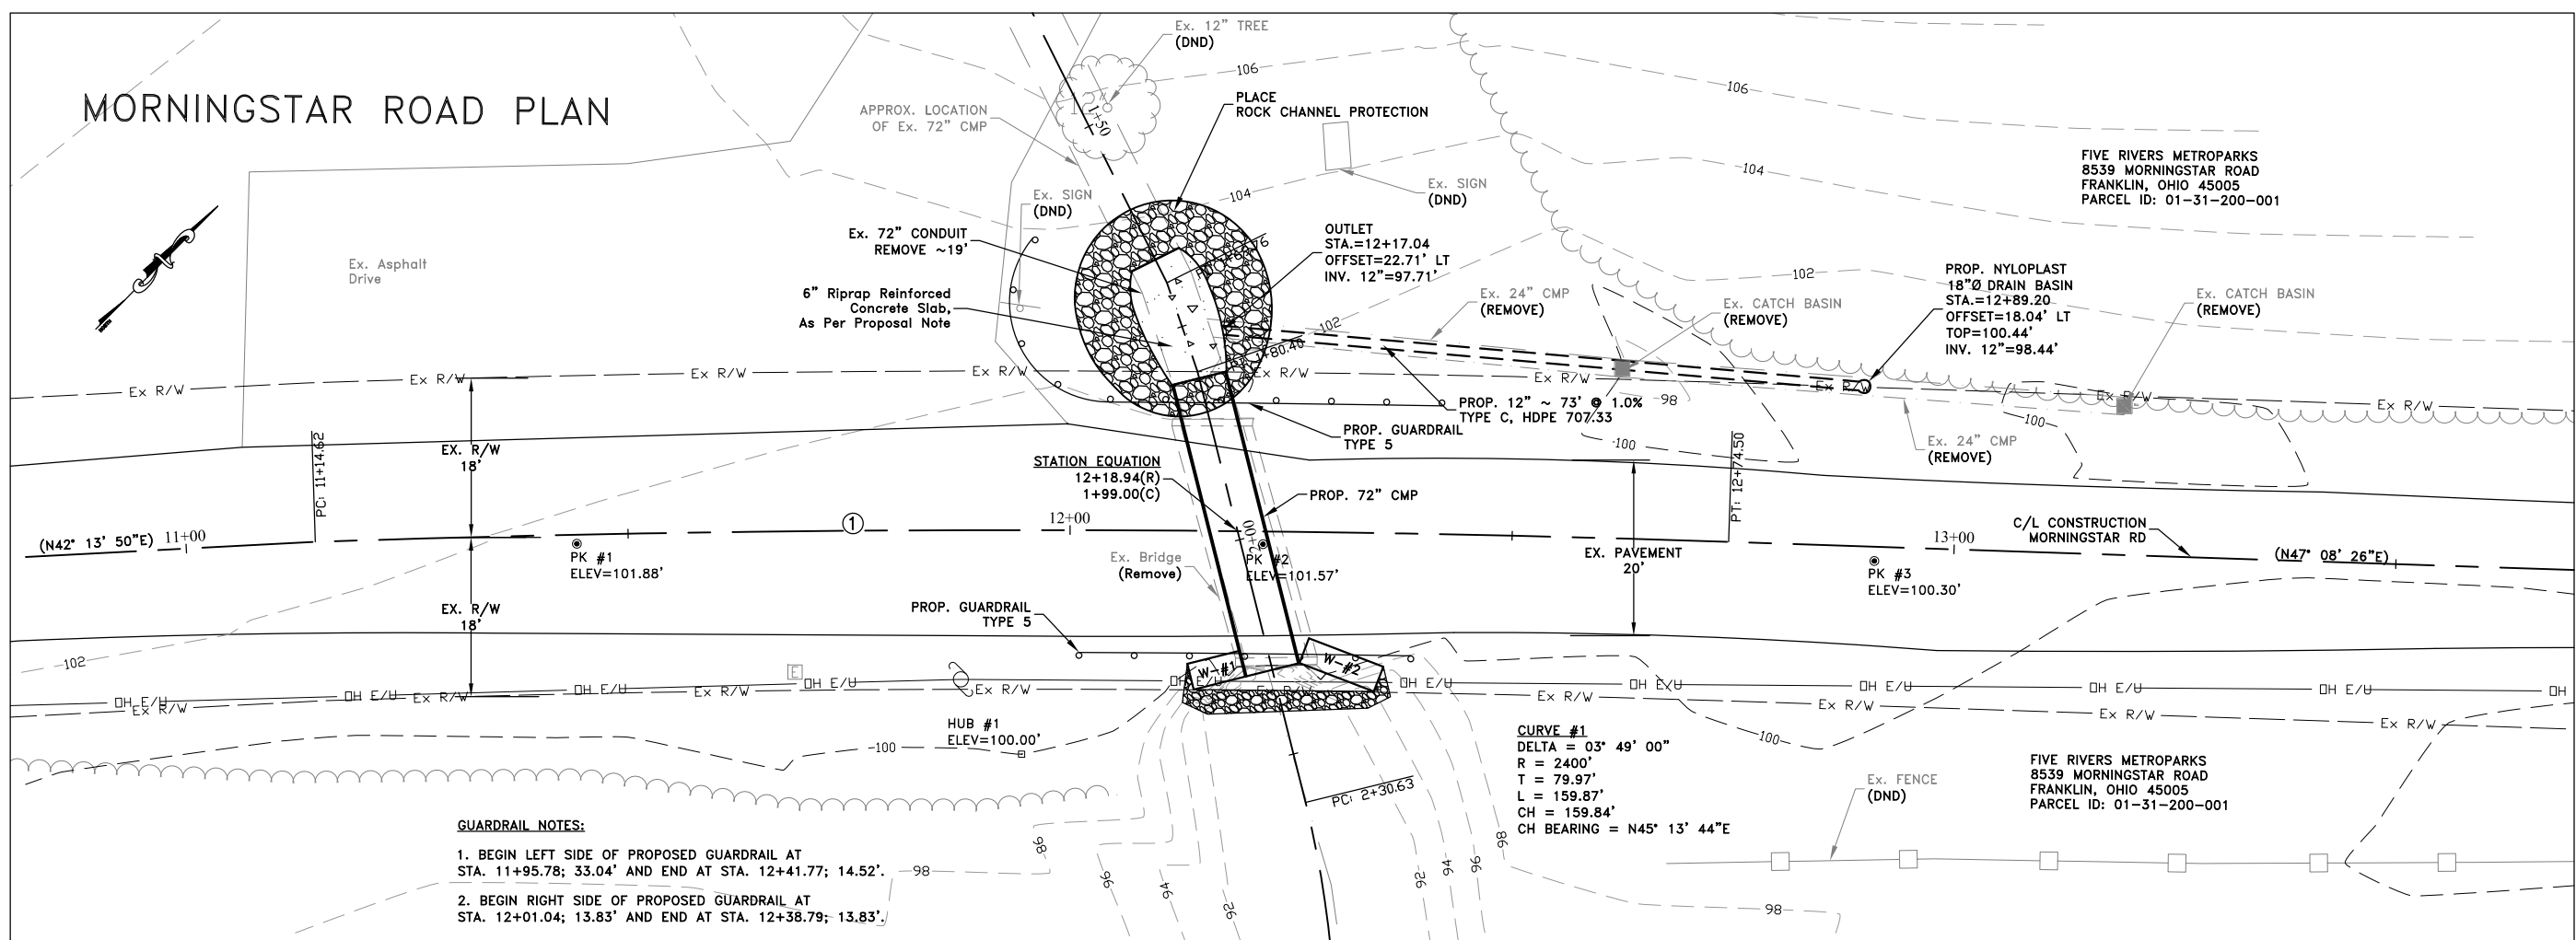 MORNINGSTAR ROAD PLAN
Ex. 12" TREE
(DND)
APPROX. LOCATION
OF Ex. 72" CMP
PLACE
ROCK CHANNEL PROTECTION
1+50
12
106
106
104
104
Ex. SIGN
(DND)
Ex. SIGN
(DND)
FIVE RIVERS METROPARKS
8539 MORNINGSTAR ROAD
FRANKLIN, OHIO 45005
PARCEL ID: 01-31-200-001
Ex. 72" CONDUIT
REMOVE ~19'
6" Riprap Reinforced
Concrete Slab,
As Per Proposal Note
Ex. Asphalt
Drive
OUTLET
STA.=12+17.04
OFFSET=22.71' LT
INV. 12"=97.71'
102
102
1+80.40
Ex. 24" CMP
(REMOVE)
Ex. CATCH BASIN
(REMOVE)
PROP. NYLOPLAST
18"Ø DRAIN BASIN
STA.=12+89.20
OFFSET=18.04' LT
TOP=100.44'
INV. 12"=98.44'
Ex. CATCH BASIN
(REMOVE)
Ex R/W
Ex R/W
Ex R/W
Ex R/W
Ex R/W
Ex R/W
Ex R/W
Ex R/W
Ex R/W
PROP. 12" ~ 73' @ 1.0%
TYPE C, HDPE 707.33
98
100
100
PROP. GUARDRAIL
TYPE 5
Ex. 24" CMP
(REMOVE)
PC: 11+14.62
EX. R/W
18'
STATION EQUATION
12+18.94(R)
1+99.00(C)
PROP. 72" CMP
PT: 12+74.50
(N42° 13' 50"E)
11+00
1
12+00
2+00
13+00
C/L CONSTRUCTION
MORNINGSTAR RD
(N47° 08' 26"E)
PK #1
ELEV=101.88'
Ex. Bridge
(Remove)
PK #2
ELEV=101.57'
EX. PAVEMENT
20'
PK #3
ELEV=100.30'
EX. R/W
18'
PROP. GUARDRAIL
TYPE 5
102
E
W-#1
W-#2
OH E/U
OH E/U
OH E/U
OH E/U
OH E/U
OH E/U
OH E/U
OH E/U
OH E/U
OH E/U
OH
Ex R/W
Ex R/W
Ex R/W
Ex R/W
Ex R/W
Ex R/W
Ex R/W
Ex R/W
Ex R/W
HUB #1
ELEV=100.00'
100
100
CURVE #1
DELTA = 03° 49' 00"
R = 2400'
T = 79.97'
L = 159.87'
CH = 159.84'
CH BEARING = N45° 13' 44"E
PC: 2+30.63
Ex. FENCE
(DND)
FIVE RIVERS METROPARKS
8539 MORNINGSTAR ROAD
FRANKLIN, OHIO 45005
PARCEL ID: 01-31-200-001
GUARDRAIL NOTES:
1. BEGIN LEFT SIDE OF PROPOSED GUARDRAIL AT
STA. 11+95.78; 33.04' AND END AT STA. 12+41.77; 14.52'.
2. BEGIN RIGHT SIDE OF PROPOSED GUARDRAIL AT
STA. 12+01.04; 13.83' AND END AT STA. 12+38.79; 13.83'.
98
98
96
94
92
92
94
96
98
98